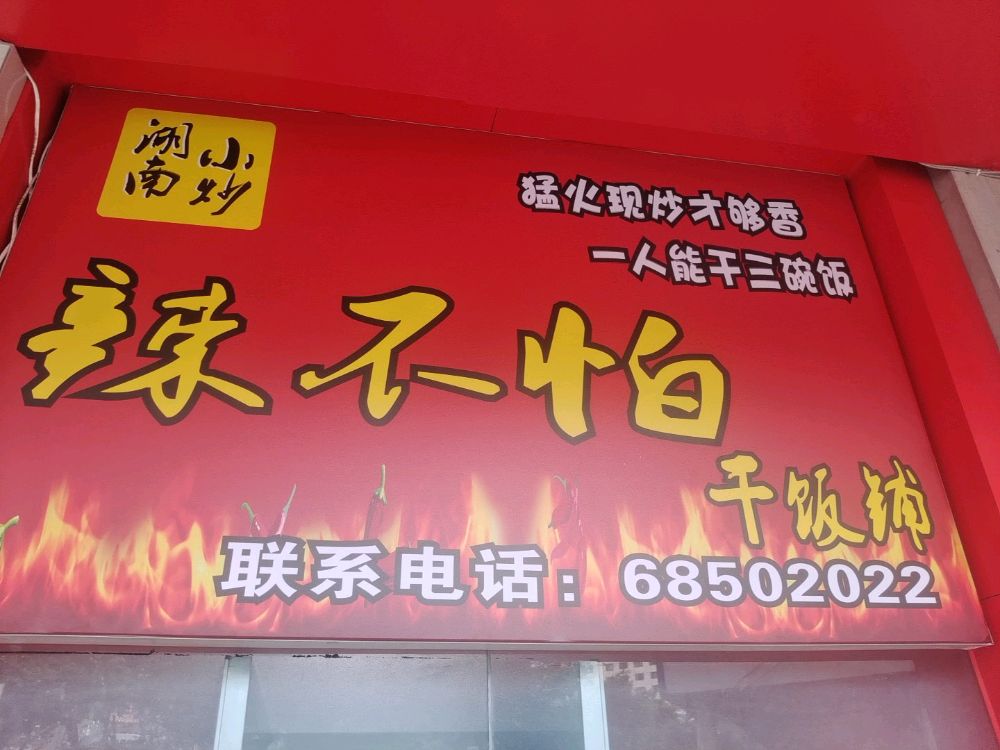 湖南小炒
猛火现炒才够香
一人能干三碗饭
辣不怕
干饭铺
联系电话：68502022